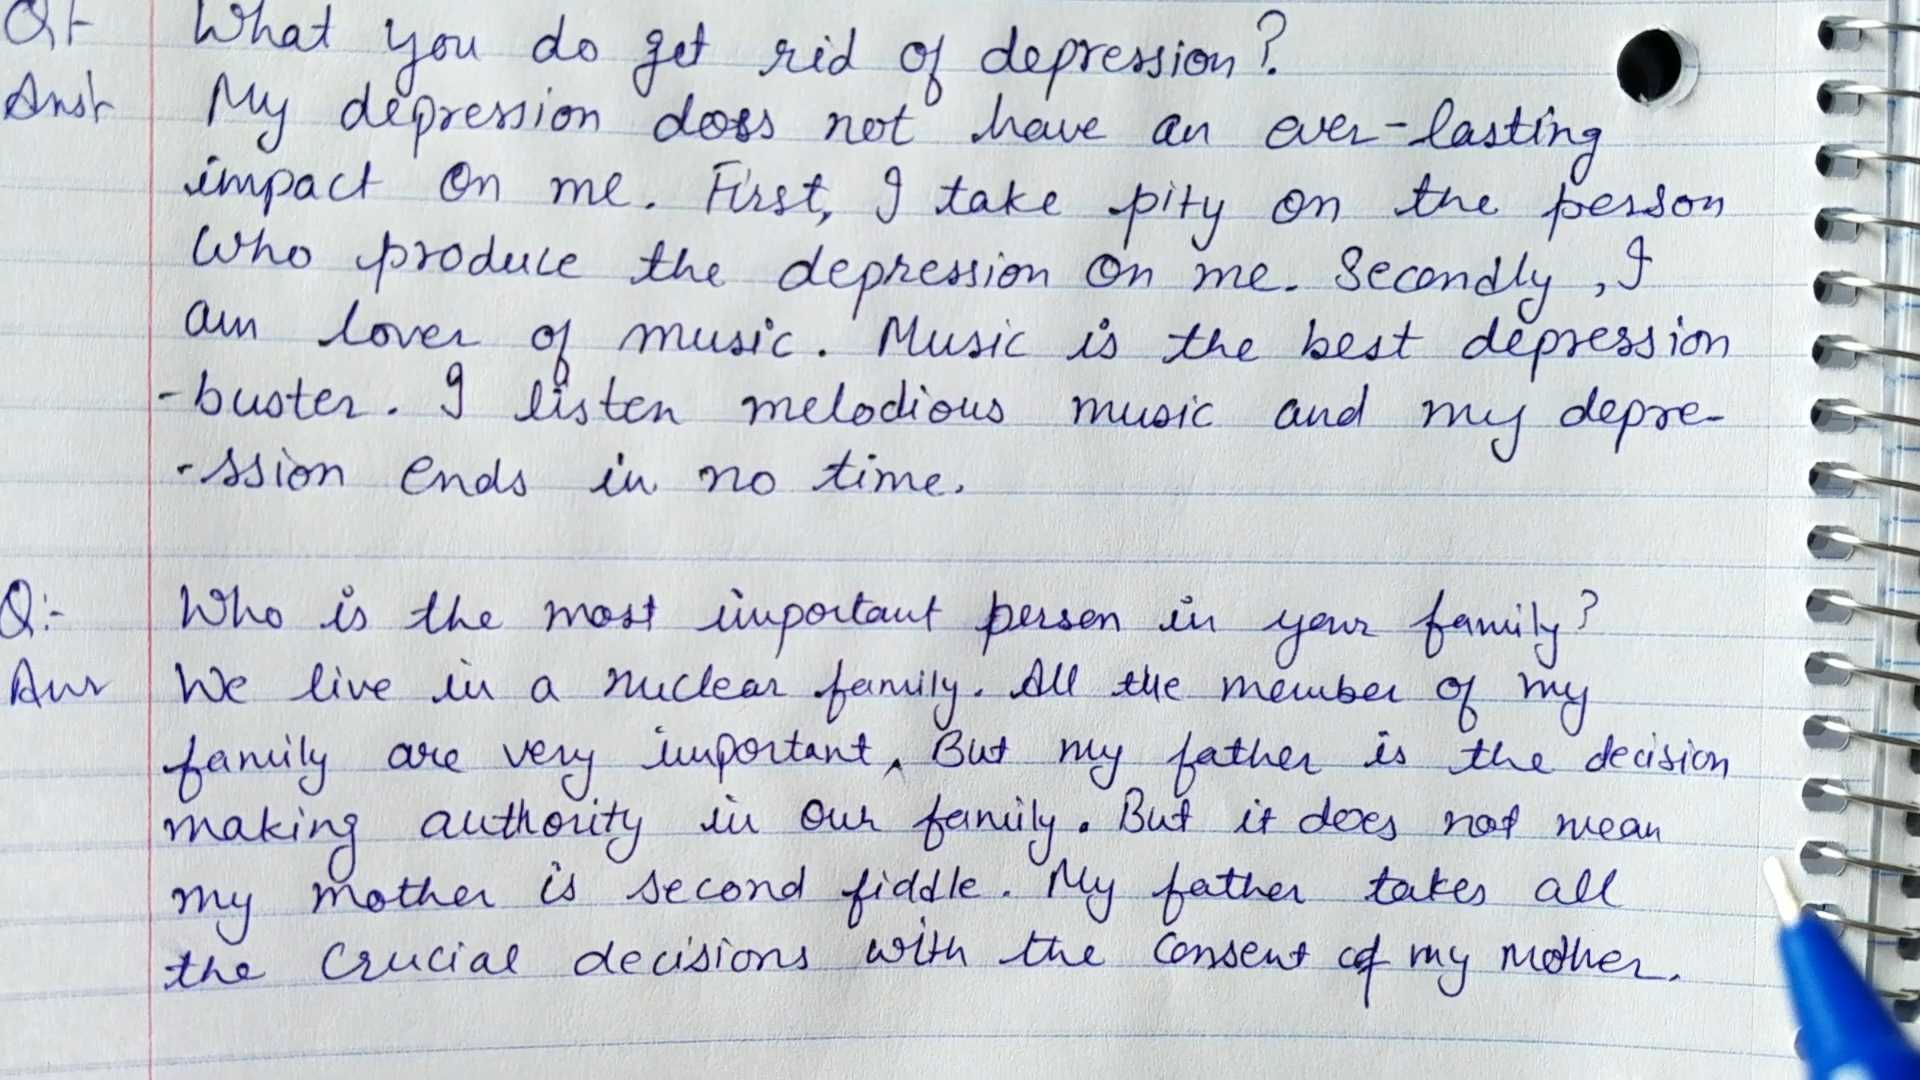 Q:- What you do get rid of depression?
Ans:- My depression does not have an ever-lasting
impact on me. First, I take pity on the person
who produce the depression on me. Secondly, I
am lover of music. Music is the best depression
-buster. I listen melodious music and my depre-
-ssion ends in no time.
Q:- Who is the most important person in your family?
Ans We live in a nuclear family. All the member of my
family are very important. But my father is the decision
making authority in our family. But it does not mean
my mother is second fiddle. My father takes all
the crucial decisions with the consent of my mother.